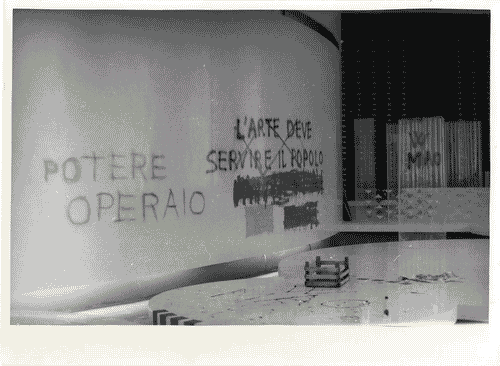 POTERE
OPERAIO
L'ARTE DEVE
SERVIRE IL POPOLO
W
MAO